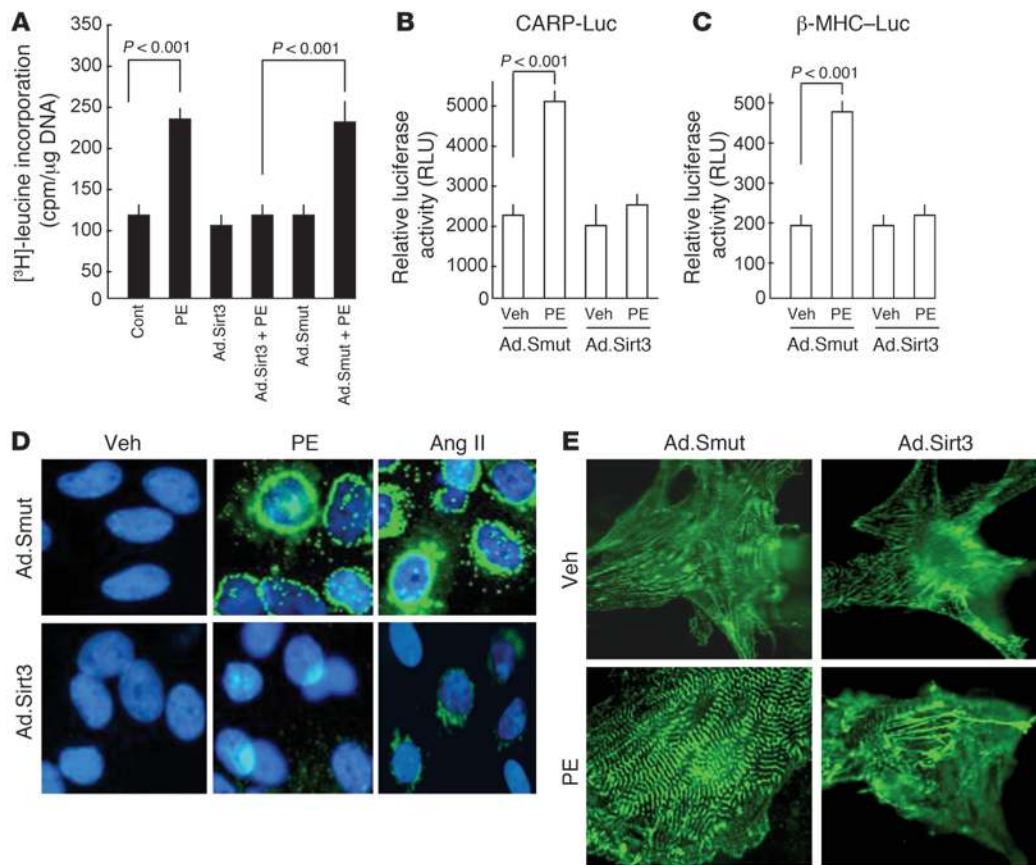 A
[³H]-leucine incorporation
(cpm/µg DNA)
350
300
250
200
150
100
50
300
P < 0.001
P < 0.001
Cont
PE
Ad.Sirt3
Ad.Sirt3 + PE
Ad.Smut
Ad.Smut + PE
B
CARP-Luc
Relative luciferase
activity (RLU)
5000
4000
3000
2000
1000
0
P < 0.001
Veh
PE
Veh
PE
Ad.Smut
Ad.Sirt3
C
β-MHC–Luc
Relative luciferase
activity (RLU)
500
400
300
200
100
0
P < 0.001
Veh
PE
Veh
PE
Ad.Smut
Ad.Sirt3
D
Veh
PE
Ang II
Ad.Smut
Ad.Sirt3
E
Ad.Smut
Ad.Sirt3
Veh
PE